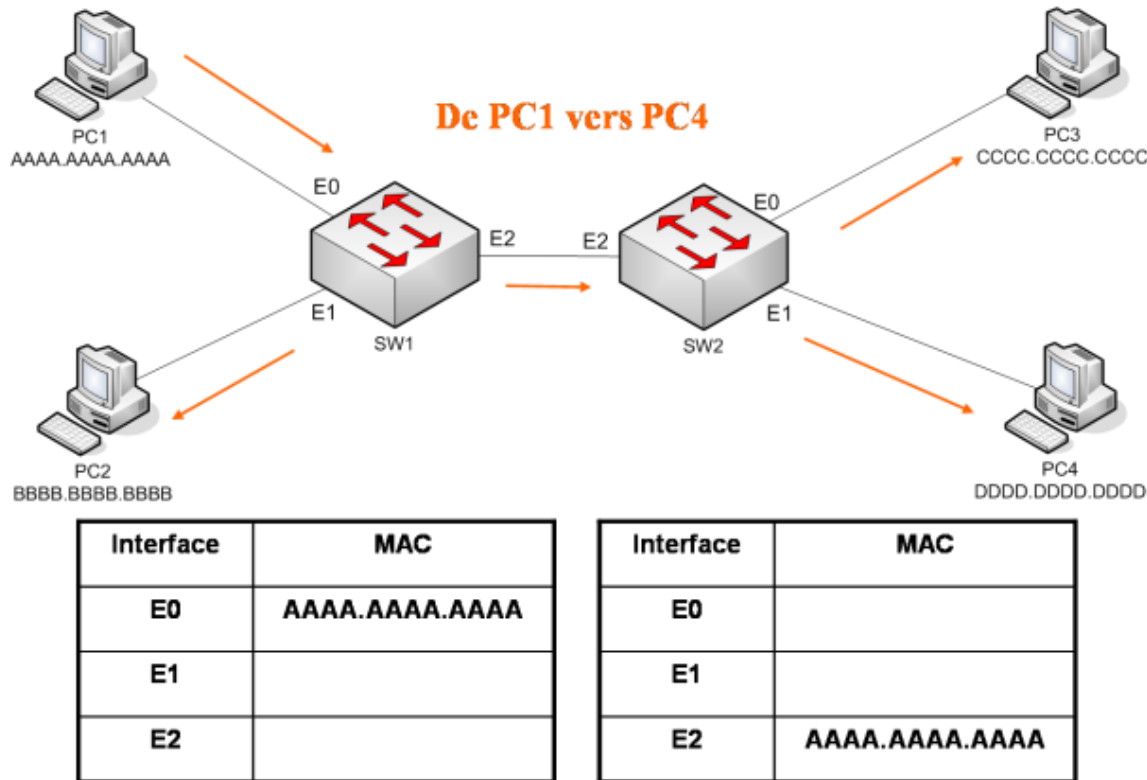 De PC1 vers PC4
PC1
AAAA.AAAA.AAAA
PC3
CCCC.CCCC.CCCC
E0
E0
E2
E2
E1
E1
SW1
SW2
PC2
BBBB.BBBB.BBBB
PC4
DDDD.DDDD.DDDD
Interface MAC
E0 AAAA.AAAA.AAAA
E1
E2
Interface MAC
E0
E1
E2 AAAA.AAAA.AAAA